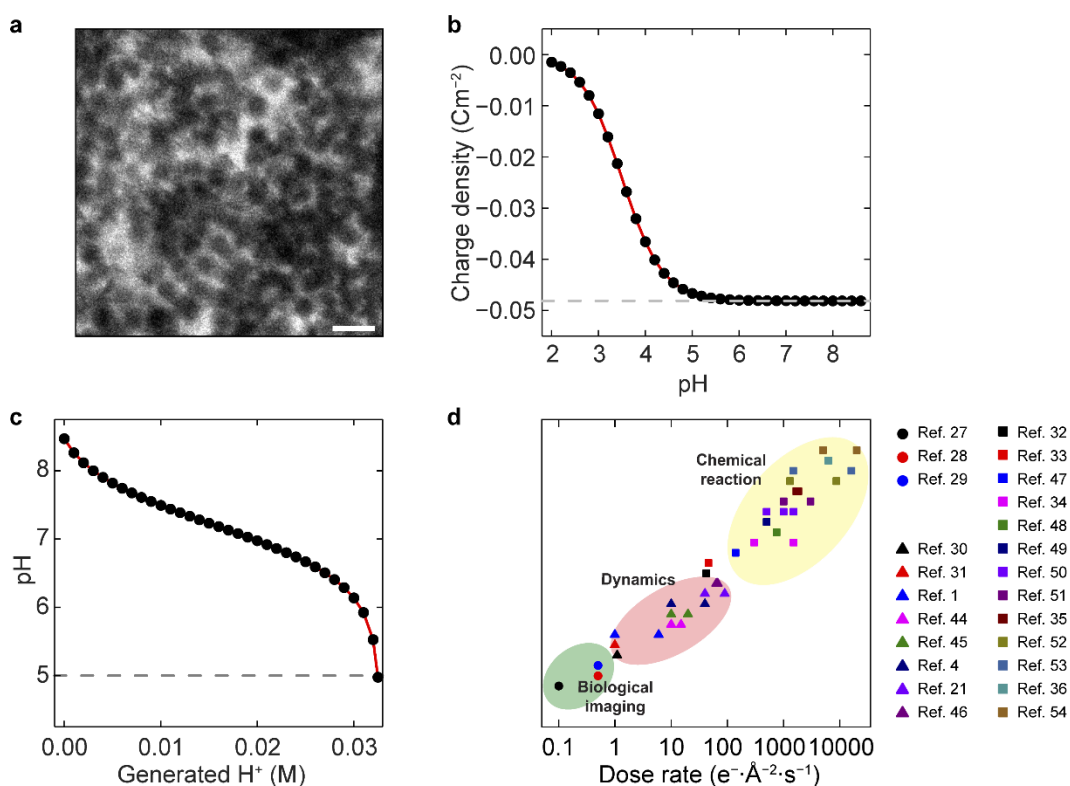 a
b
0.00
−0.01
−0.02
−0.03
−0.04
−0.05
Charge density (Cm⁻²)
2 3 4 5 6 7 8
pH
c
8
7
6
5
pH
0.00 0.01 0.02 0.03
Generated H⁺ (M)
d
Chemical
reaction
Dynamics
Biological
imaging
0.1 1 10 100 1000 10000
Dose rate (e⁻·Å⁻²·s⁻¹)
Ref. 27
Ref. 28
Ref. 29
Ref. 30
Ref. 31
Ref. 1
Ref. 44
Ref. 45
Ref. 4
Ref. 21
Ref. 46
Ref. 32
Ref. 33
Ref. 47
Ref. 34
Ref. 48
Ref. 49
Ref. 50
Ref. 51
Ref. 35
Ref. 52
Ref. 53
Ref. 36
Ref. 54